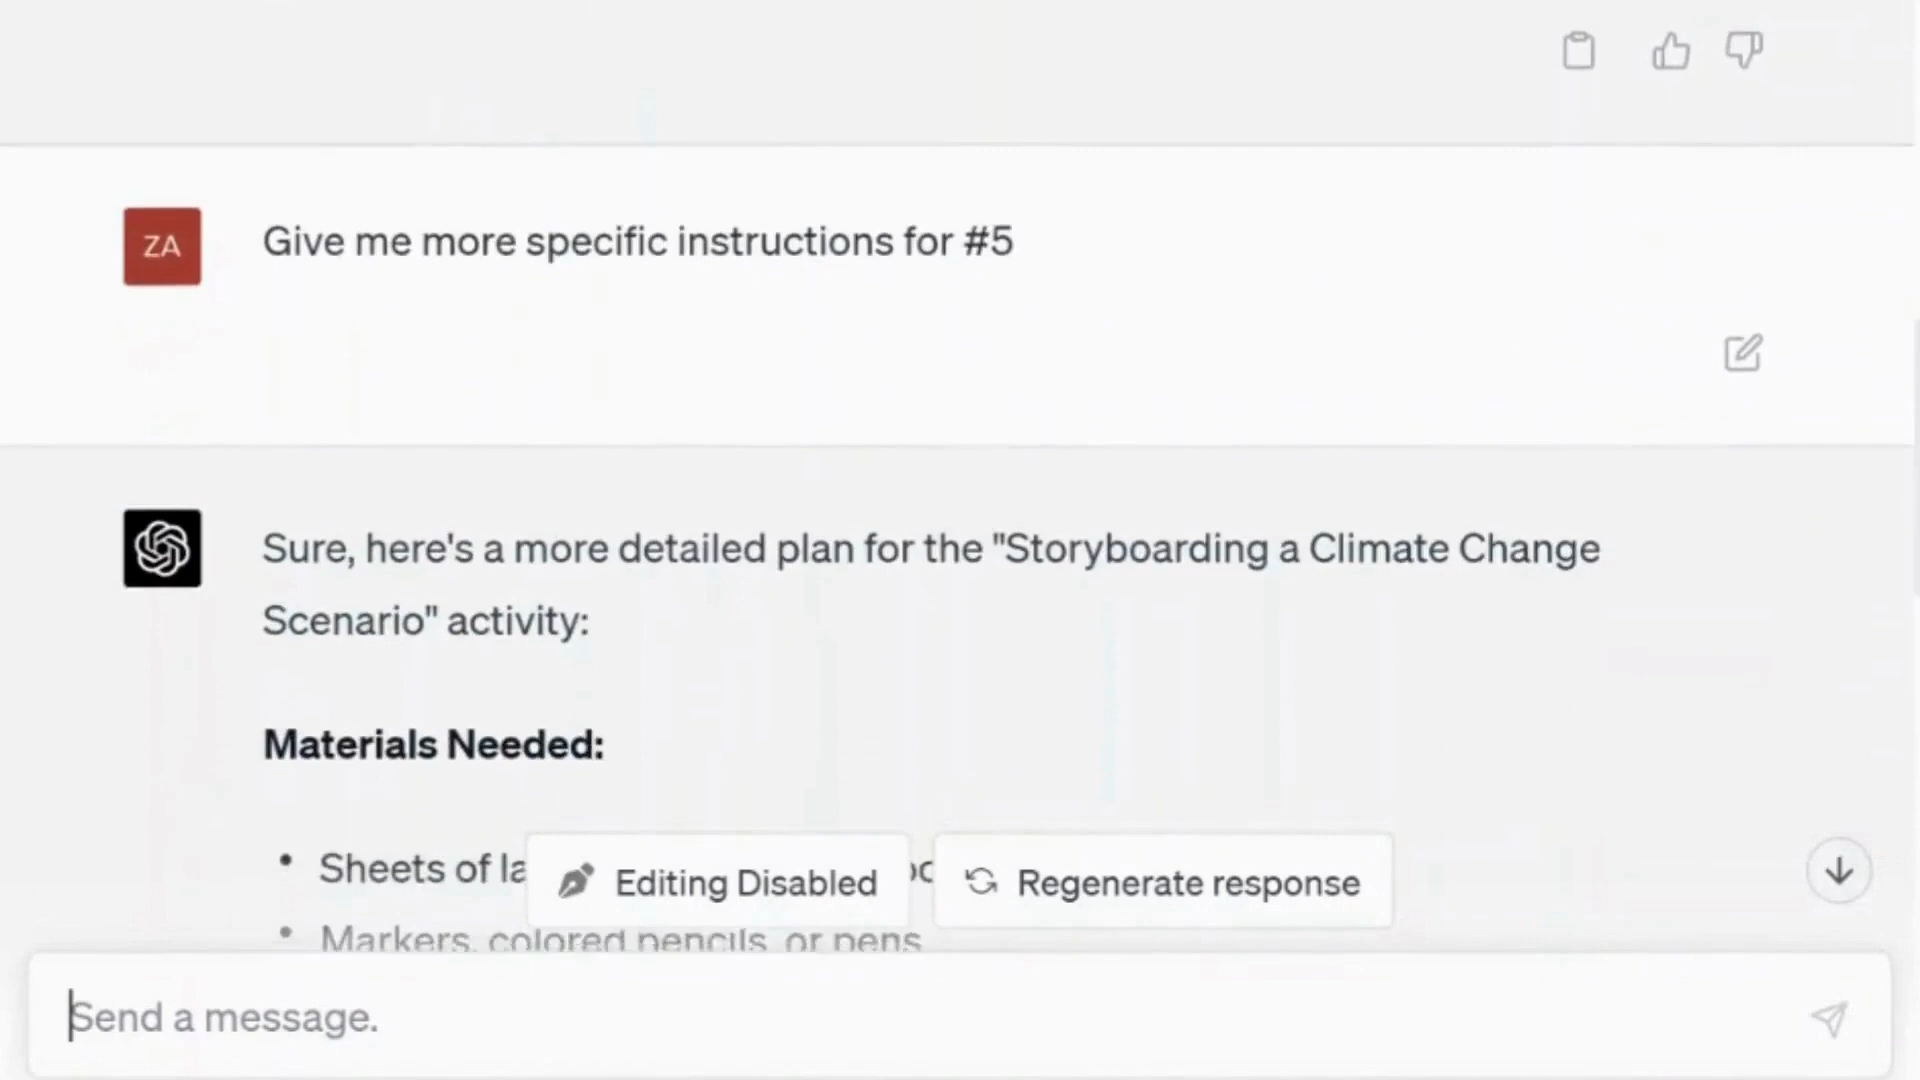 ZA
Give me more specific instructions for #5
Sure, here's a more detailed plan for the "Storyboarding a Climate Change
Scenario" activity:
Materials Needed:
• Sheets of
• Markers, colored pencils, or pens
Editing Disabled
Regenerate response
Send a message.